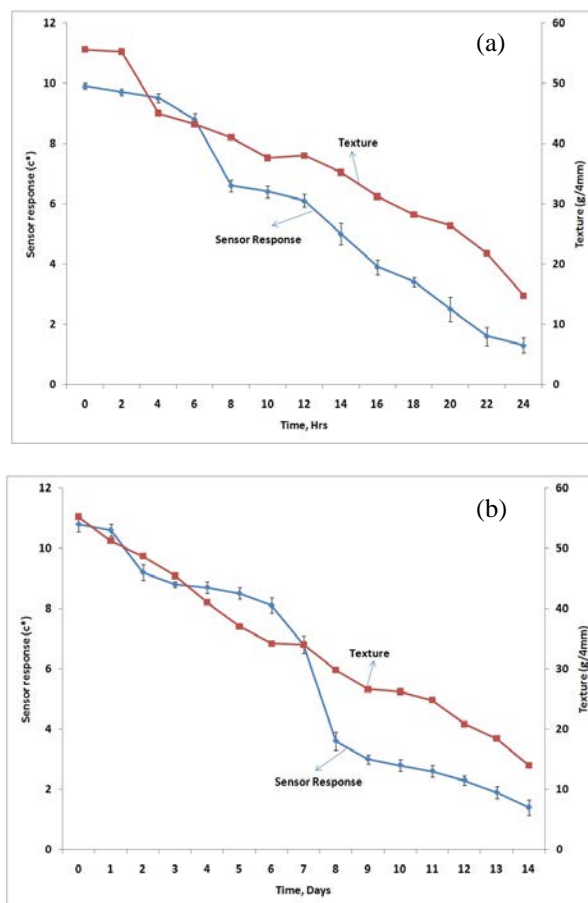 (a)
Sensor response (c*)
12
10
8
6
4
2
0
Texture
Sensor Response
60
50
40
30
20
10
0
Texture (g/4mm)
0 2 4 6 8 10 12 14 16 18 20 22 24
Time, Hrs
(b)
Sensor response (c*)
12
10
8
6
4
2
0
Texture
Sensor Response
60
50
40
30
20
10
0
Texture (g/4mm)
0 1 2 3 4 5 6 7 8 9 10 11 12 13 14
Time, Days